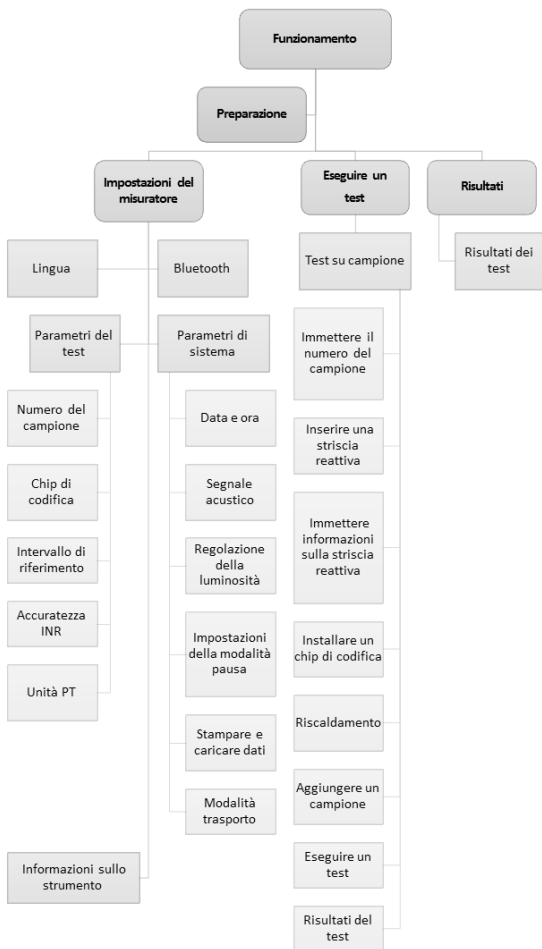 Funzionamento
Preparazione
Impostazioni del
misuratore
Eseguire un
test
Risultati
Lingua
Bluetooth
Test su campione
Risultati dei
test
Parametri del
test
Parametri di
sistema
Immettere il
numero del
campione
Numero del
campione
Data e ora
Inserire una
striscia
reattiva
Chip di
codifica
Segnale
acustico
Immettere
informazioni
sulla striscia
reattiva
Intervallo di
riferimento
Regolazione
della
luminosità
Accuratezza
INR
Impostazioni
della modalità
pausa
Installare un
chip di codifica
Unità PT
Stampare e
caricare dati
Riscaldamento
Modalità
trasporto
Aggiungere un
campione
Informazioni sullo
strumento
Eseguire un
test
Risultati del
test